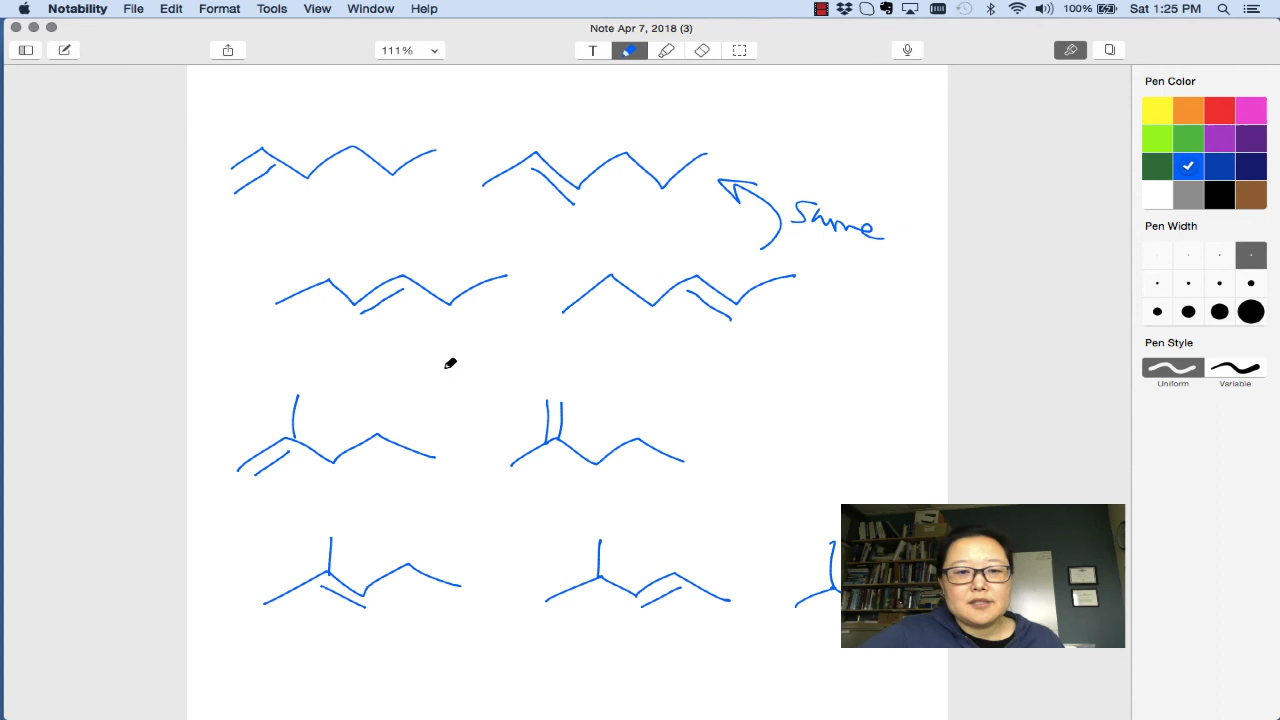 Notability File Edit Format Tools View Window Help 100% Sat 1:25 PM
Note Apr 7, 2018 (3)
111% T
Pen Color
Same
Pen Width
Pen Style
Uniform Variable